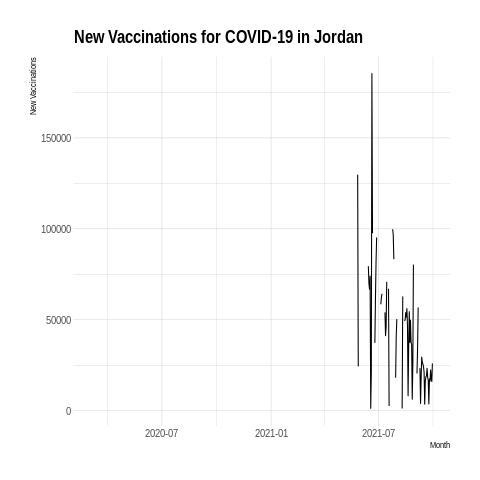 New Vaccinations for COVID-19 in Jordan
New Vaccinations
150000
100000
50000
0
2020-07
2021-01
2021-07
Month